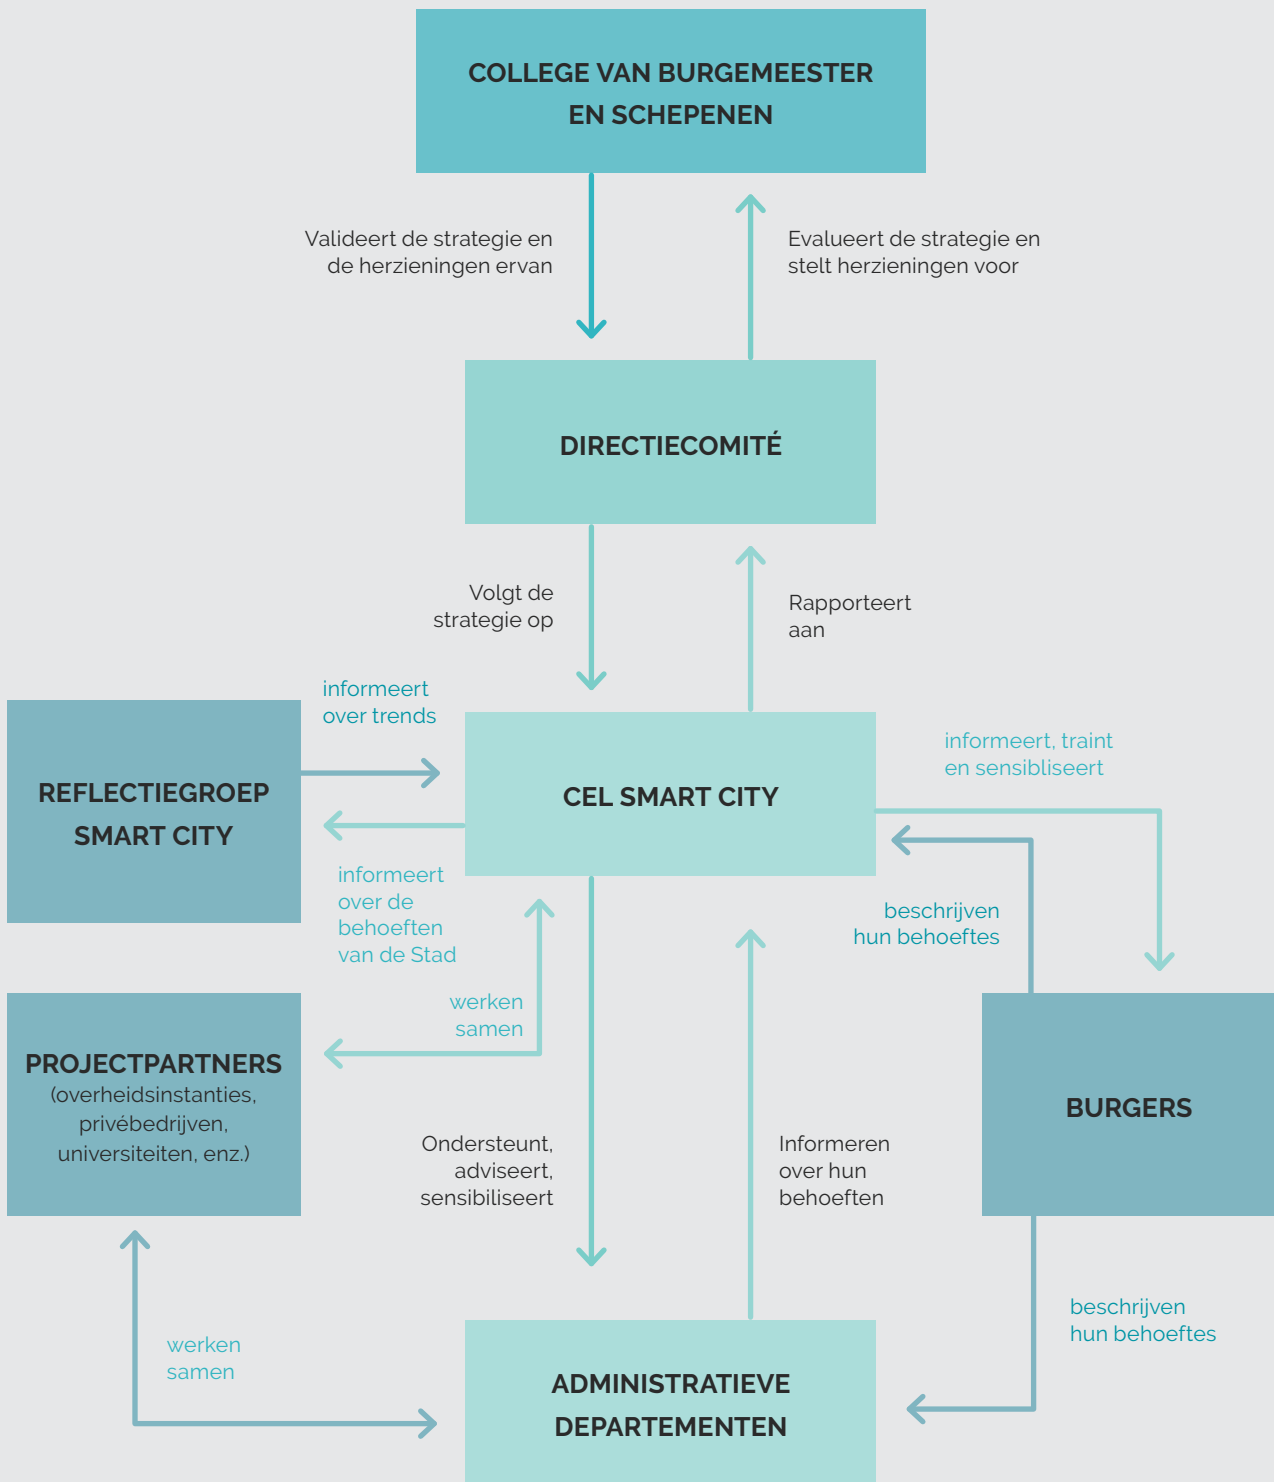 COLLEGE VAN BURGEMEESTER
EN SCHEPENEN
Valideert de strategie en
de herzieningen ervan
Evalueert de strategie en
stelt herzieningen voor
DIRECTIECOMITÉ
Volgt de
strategie op
Rapporteert
aan
informeert
over trends
REFLECTIEGROEP
SMART CITY
CEL SMART CITY
informeert, traint
en sensibliseert
informeert
over de
behoeften
van de Stad
beschrijven
hun behoeftes
werken
samen
PROJECTPARTNERS
(overheidsinstanties,
privébedrijven,
universiteiten, enz.)
BURGERS
Ondersteunt,
adviseert,
sensibiliseert
Informeren
over hun
behoeften
werken
samen
beschrijven
hun behoeftes
ADMINISTRATIEVE
DEPARTEMENTEN